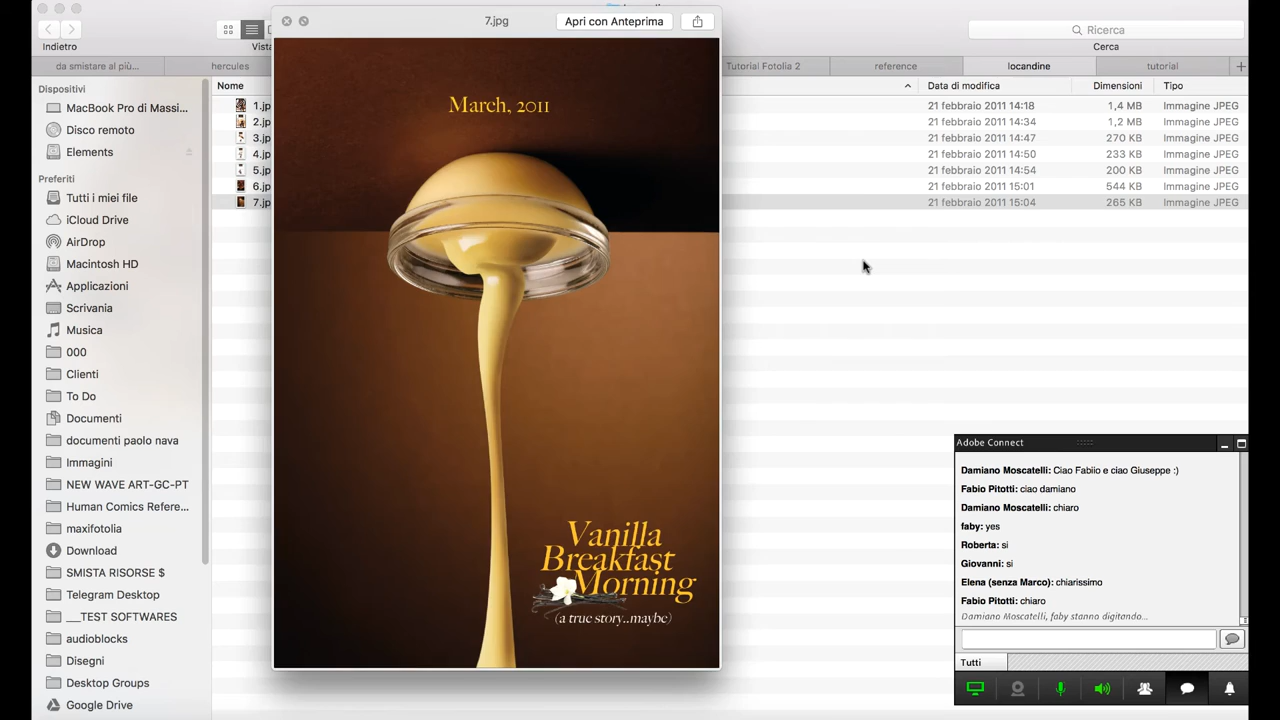 7.jpg
Apri con Anteprima
Ricerca
Indietro
Vista
Cerca
da smistare al più...
hercules
Tutorial Fotolia 2
reference
locandine
tutorial
Nome
Data di modifica
Dimensioni
Tipo
1.jp
21 febbraio 2011 14:18
1,4 MB
Immagine JPEG
2.jp
21 febbraio 2011 14:34
1,2 MB
Immagine JPEG
3.jp
21 febbraio 2011 14:47
270 KB
Immagine JPEG
4.jp
21 febbraio 2011 14:50
233 KB
Immagine JPEG
5.jp
21 febbraio 2011 14:54
200 KB
Immagine JPEG
6.jp
21 febbraio 2011 15:01
544 KB
Immagine JPEG
7.jp
21 febbraio 2011 15:04
265 KB
Immagine JPEG
Dispositivi
MacBook Pro di Massi...
Disco remoto
Elements
Preferiti
Tutti i miei file
iCloud Drive
AirDrop
Macintosh HD
Applicazioni
Scrivania
Musica
000
Clienti
To Do
Documenti
documenti paolo nava
Immagini
NEW WAVE ART-GC-PT
Human Comics Refere...
maxifotolia
Download
SMISTA RISORSE $
Telegram Desktop
__TEST SOFTWARES
audioblocks
Disegni
Desktop Groups
Google Drive
March, 2011
Vanilla
Breakfast
Morning
(a true story..maybe)
Adobe Connect
Damiano Moscatelli: Ciao Fabiio e ciao Giuseppe :)
Fabio Pitotti: ciao damiano
Damiano Moscatelli: chiaro
faby: yes
Roberta: si
Giovanni: si
Elena (senza Marco): chiarissimo
Fabio Pitotti: chiaro
Damiano Moscatelli, faby stanno digitando...
Tutti